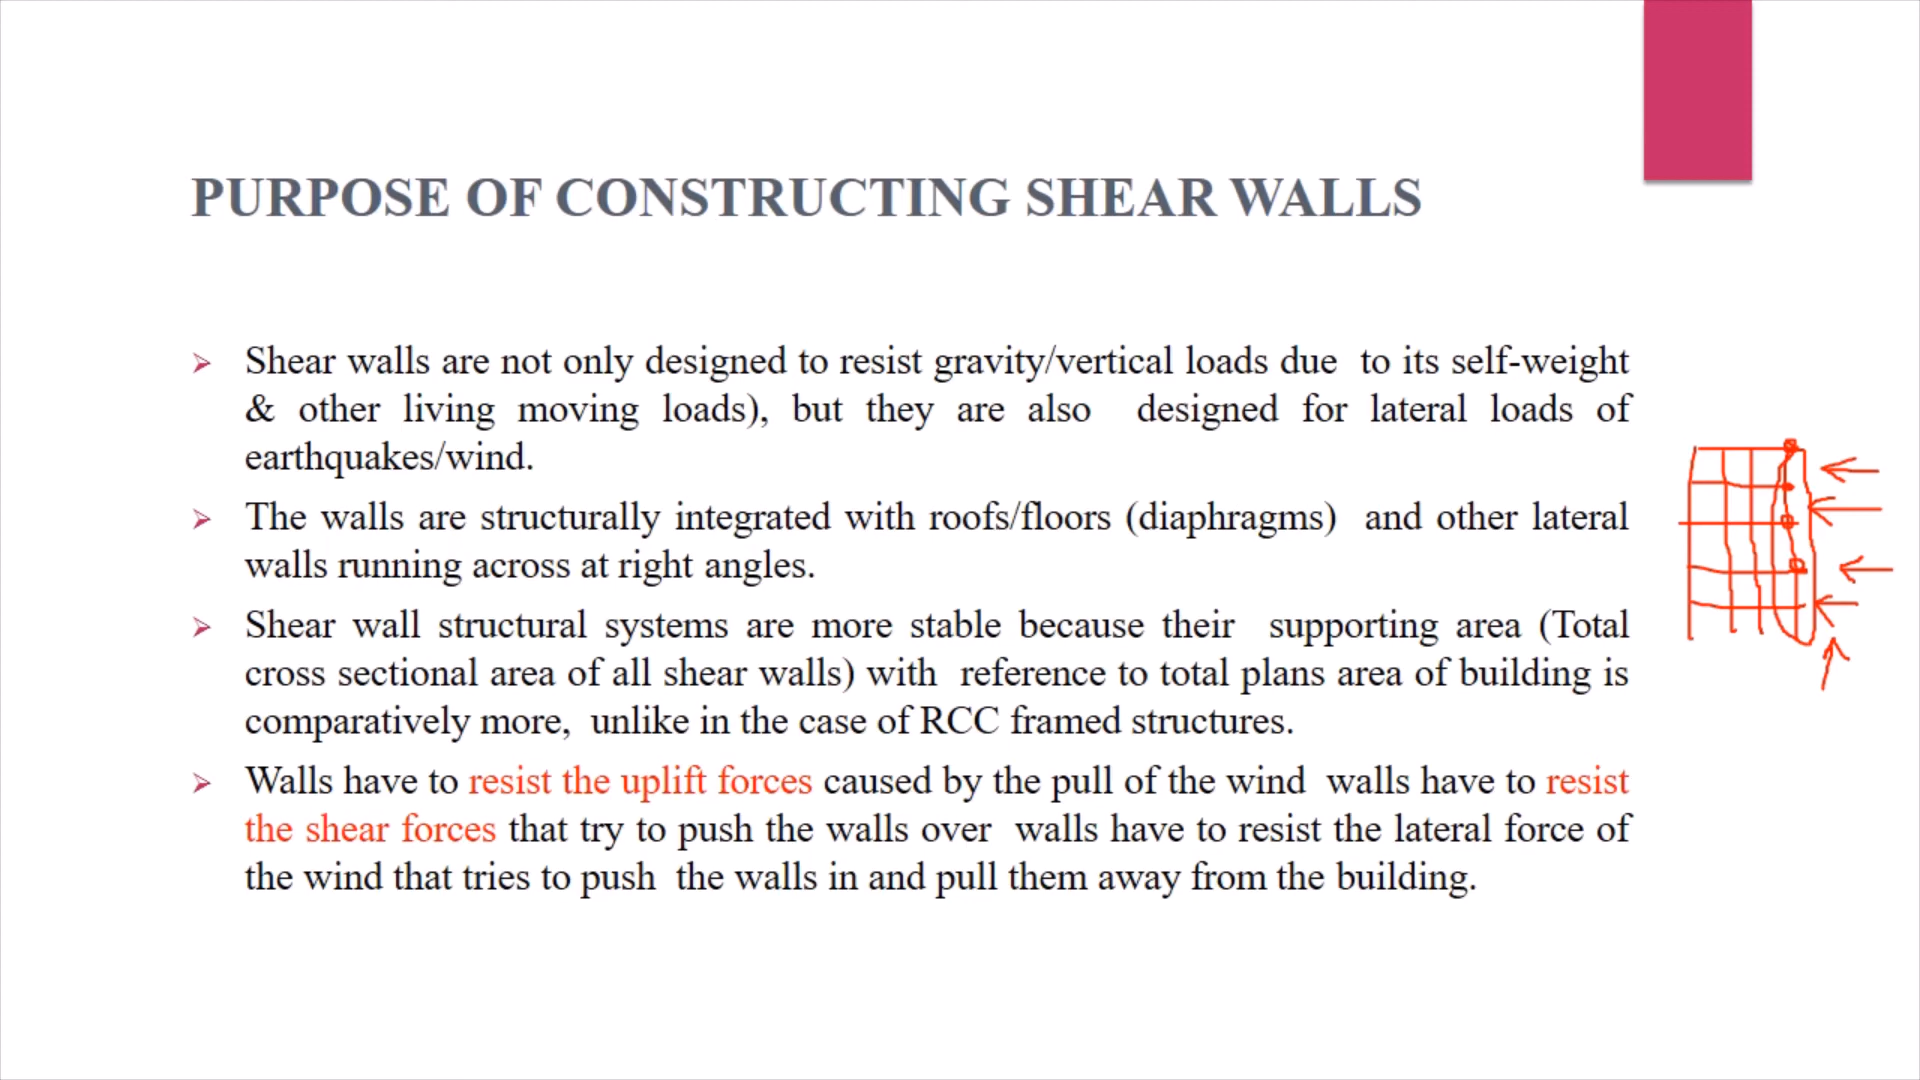 PURPOSE OF CONSTRUCTING SHEAR WALLS
Shear walls are not only designed to resist gravity/vertical loads due to its self-weight
& other living moving loads), but they are also designed for lateral loads of
earthquakes/wind.
The walls are structurally integrated with roofs/floors (diaphragms) and other lateral
walls running across at right angles.
Shear wall structural systems are more stable because their supporting area (Total
cross sectional area of all shear walls) with reference to total plans area of building is
comparatively more, unlike in the case of RCC framed structures.
Walls have to resist the uplift forces caused by the pull of the wind walls have to resist
the shear forces that try to push the walls over walls have to resist the lateral force of
the wind that tries to push the walls in and pull them away from the building.